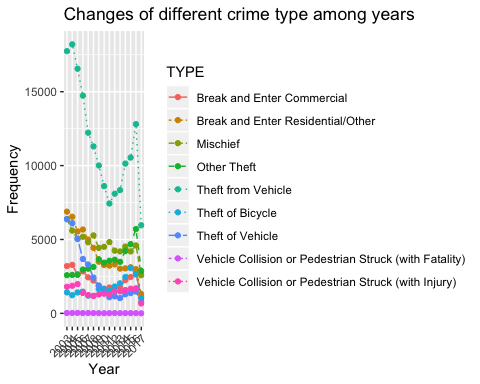 Changes of different crime type among years
Frequency
15000
10000
5000
0
2003
2017
Year
TYPE
Break and Enter Commercial
Break and Enter Residential/Other
Mischief
Other Theft
Theft from Vehicle
Theft of Bicycle
Theft of Vehicle
Vehicle Collision or Pedestrian Struck (with Fatality)
Vehicle Collision or Pedestrian Struck (with Injury)